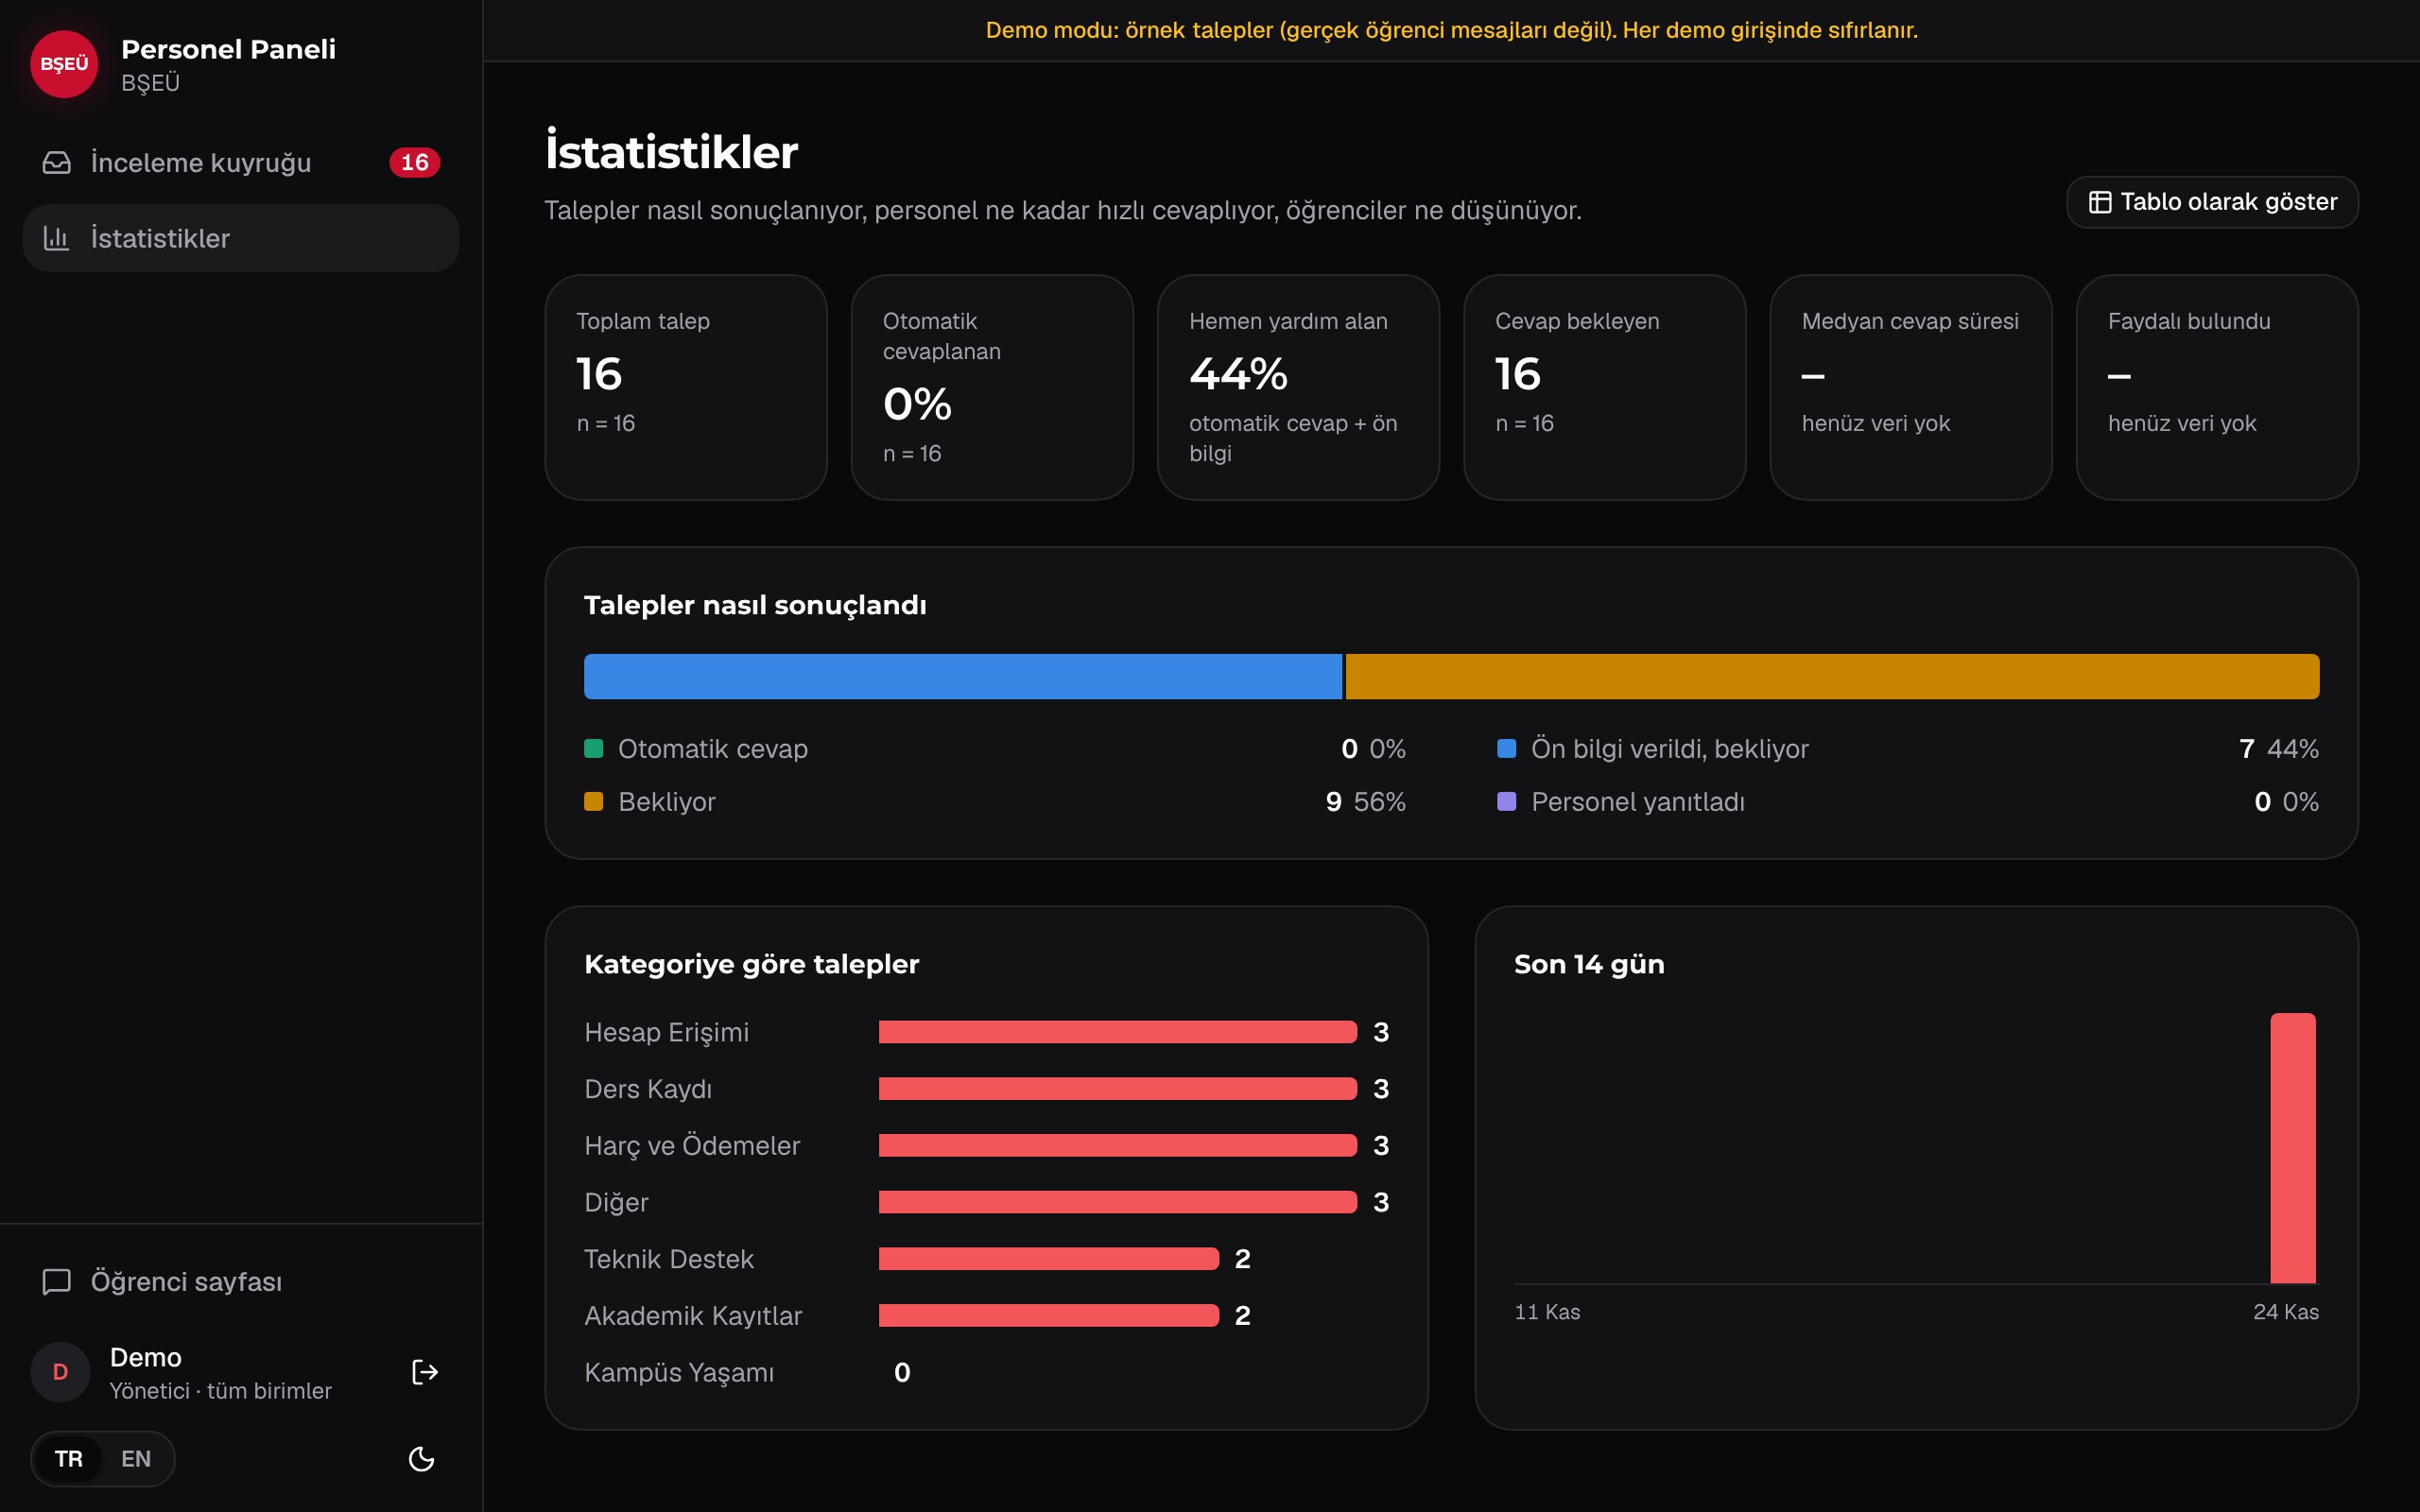 BŞEÜ
Personel Paneli
BŞEÜ
İnceleme kuyruğu 16
İstatistikler
Öğrenci sayfası
D
Demo
Yönetici · tüm birimler
TR EN
Demo modu: örnek talepler (gerçek öğrenci mesajları değil). Her demo girişinde sıfırlanır.
İstatistikler
Talepler nasıl sonuçlanıyor, personel ne kadar hızlı cevaplıyor, öğrenciler ne düşünüyor.
Tablo olarak göster
Toplam talep
16
n = 16
Otomatik
cevaplanan
0%
n = 16
Hemen yardım alan
44%
otomatik cevap + ön
bilgi
Cevap bekleyen
16
n = 16
Medyan cevap süresi
–
henüz veri yok
Faydalı bulundu
–
henüz veri yok
Talepler nasıl sonuçlandı
Otomatik cevap 0 0%
Ön bilgi verildi, bekliyor 7 44%
Bekliyor 9 56%
Personel yanıtladı 0 0%
Kategoriye göre talepler
Hesap Erişimi 3
Ders Kaydı 3
Harç ve Ödemeler 3
Diğer 3
Teknik Destek 2
Akademik Kayıtlar 2
Kampüs Yaşamı 0
Son 14 gün
11 Kas 24 Kas